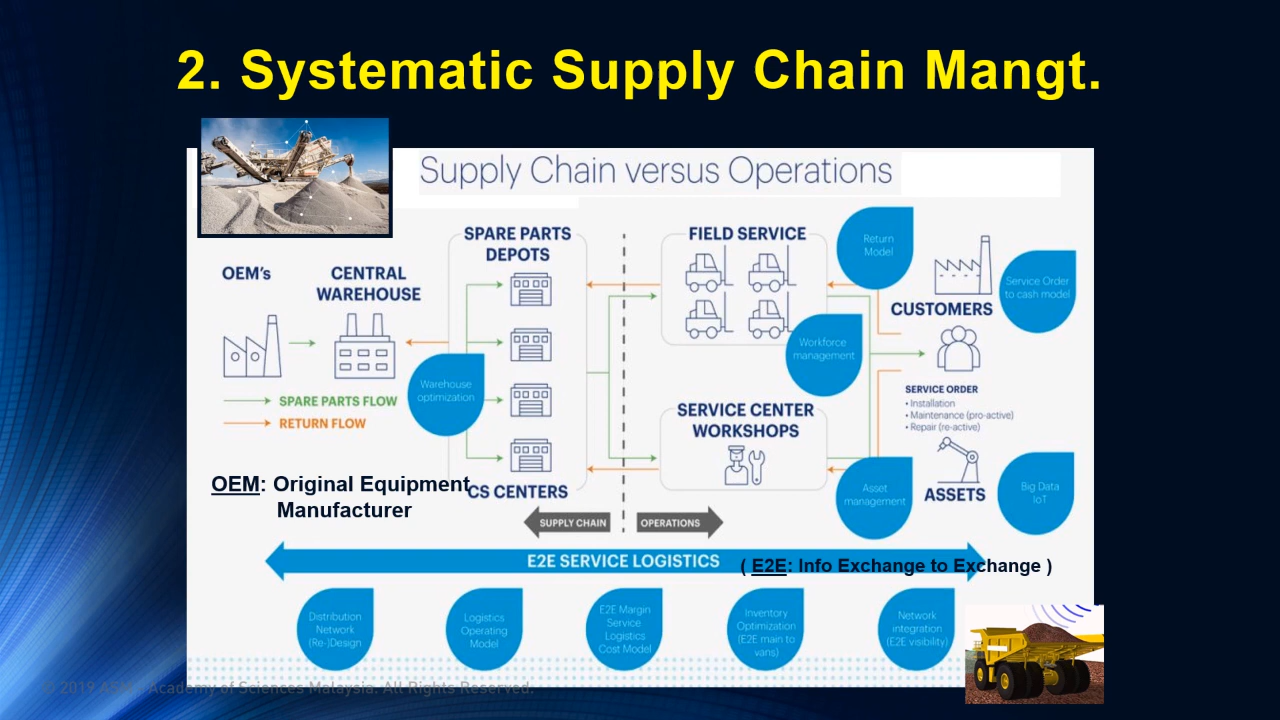 2. Systematic Supply Chain Mangt.
Supply Chain versus Operations
OEM's
CENTRAL
WAREHOUSE
SPARE PARTS
DEPOTS
FIELD SERVICE
Return
Model
CUSTOMERS
Service Order
to cash model
Workforce
management
Warehouse
optimization
SPARE PARTS FLOW
RETURN FLOW
SERVICE CENTER
WORKSHOPS
SERVICE ORDER
• Installation
• Maintenance (pro-active)
• Repair (re-active)
OEM: Original Equipment
Manufacturer
CS CENTERS
Asset
management
ASSETS
Big Data
IoT
SUPPLY CHAIN
OPERATIONS
E2E SERVICE LOGISTICS
( E2E: Info Exchange to Exchange )
Distribution
Network
(Re-)Design
Logistics
Operating
Model
E2E Margin
Service
Logistics
Cost Model
Inventory
Optimization
(E2E main to
vans)
Network
integration
(E2E visibility)
© 2019 Academy of Sciences Malaysia. All Rights Reserved.